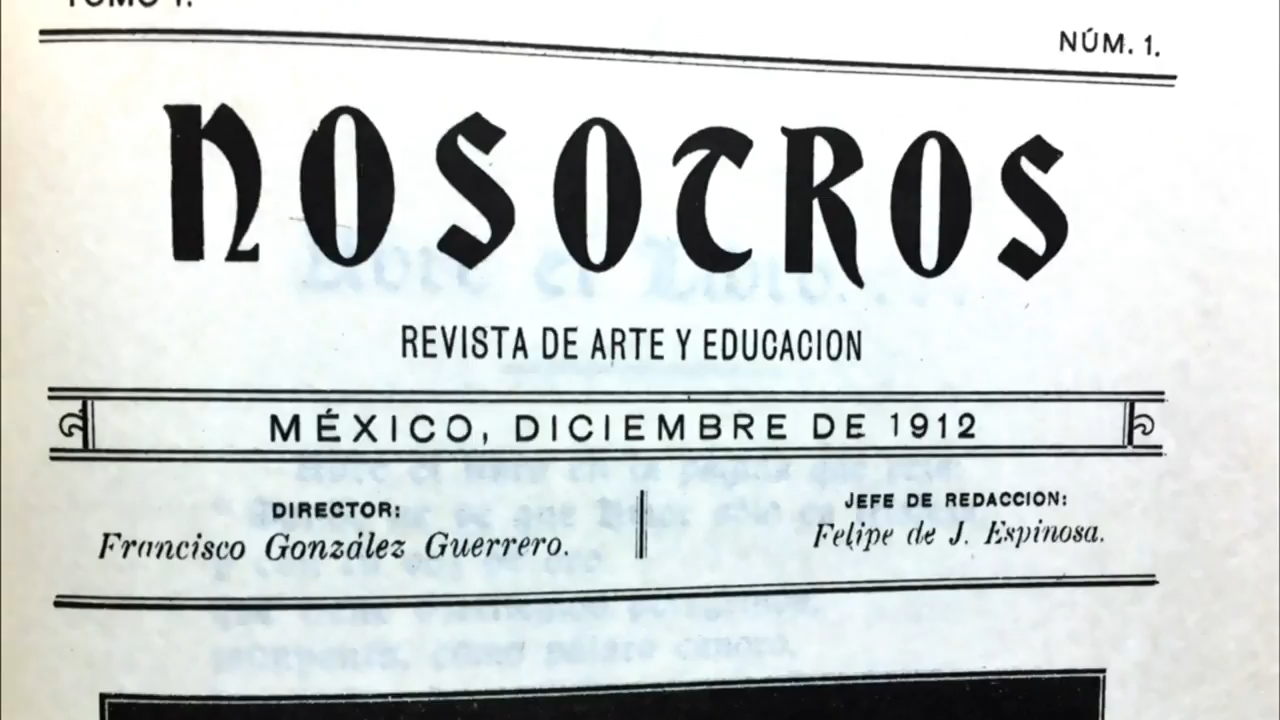 TOMO I.
NÚM. 1.
NOSOTROS
REVISTA DE ARTE Y EDUCACION
MÉXICO, DICIEMBRE DE 1912
DIRECTOR:
Francisco González Guerrero.
JEFE DE REDACCION:
Felipe de J. Espinosa.